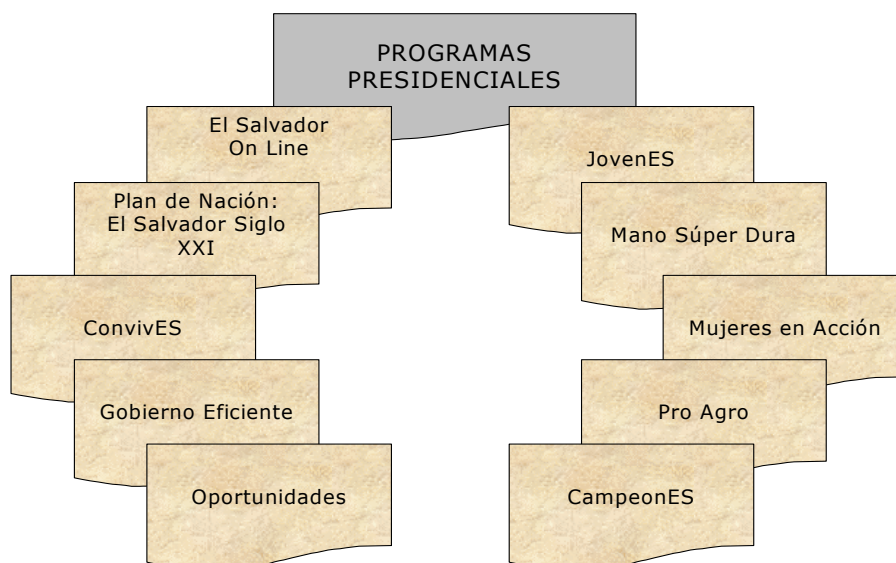 PROGRAMAS
PRESIDENCIALES
El Salvador
On Line
Plan de Nación:
El Salvador Siglo
XXI
ConvivES
Gobierno Eficiente
Oportunidades
JovenES
Mano Súper Dura
Mujeres en Acción
Pro Agro
CampeonES